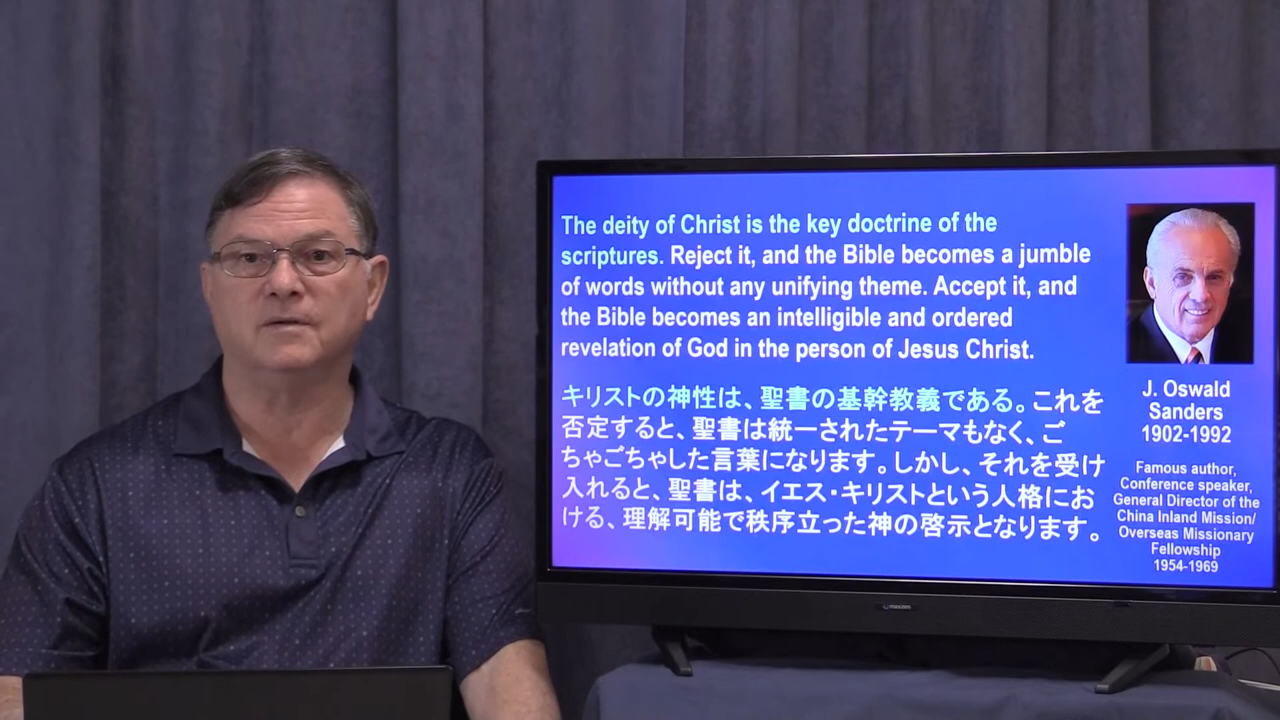 The deity of Christ is the key doctrine of the
scriptures. Reject it, and the Bible becomes a jumble
of words without any unifying theme. Accept it, and
the Bible becomes an intelligible and ordered
revelation of God in the person of Jesus Christ.
キリストの神性は、聖書の基幹教義である。これを
否定すると、聖書は統一されたテーマもなく、ご
ちゃごちゃした言葉になります。しかし、それを受け
入れると、聖書は、イエス・キリストという人格にお
ける、理解可能で秩序立った神の啓示となります。
J. Oswald
Sanders
1902-1992
Famous author,
Conference speaker,
General Director of the
China Inland Mission/
Overseas Missionary
Fellowship
1954-1969
maxzen